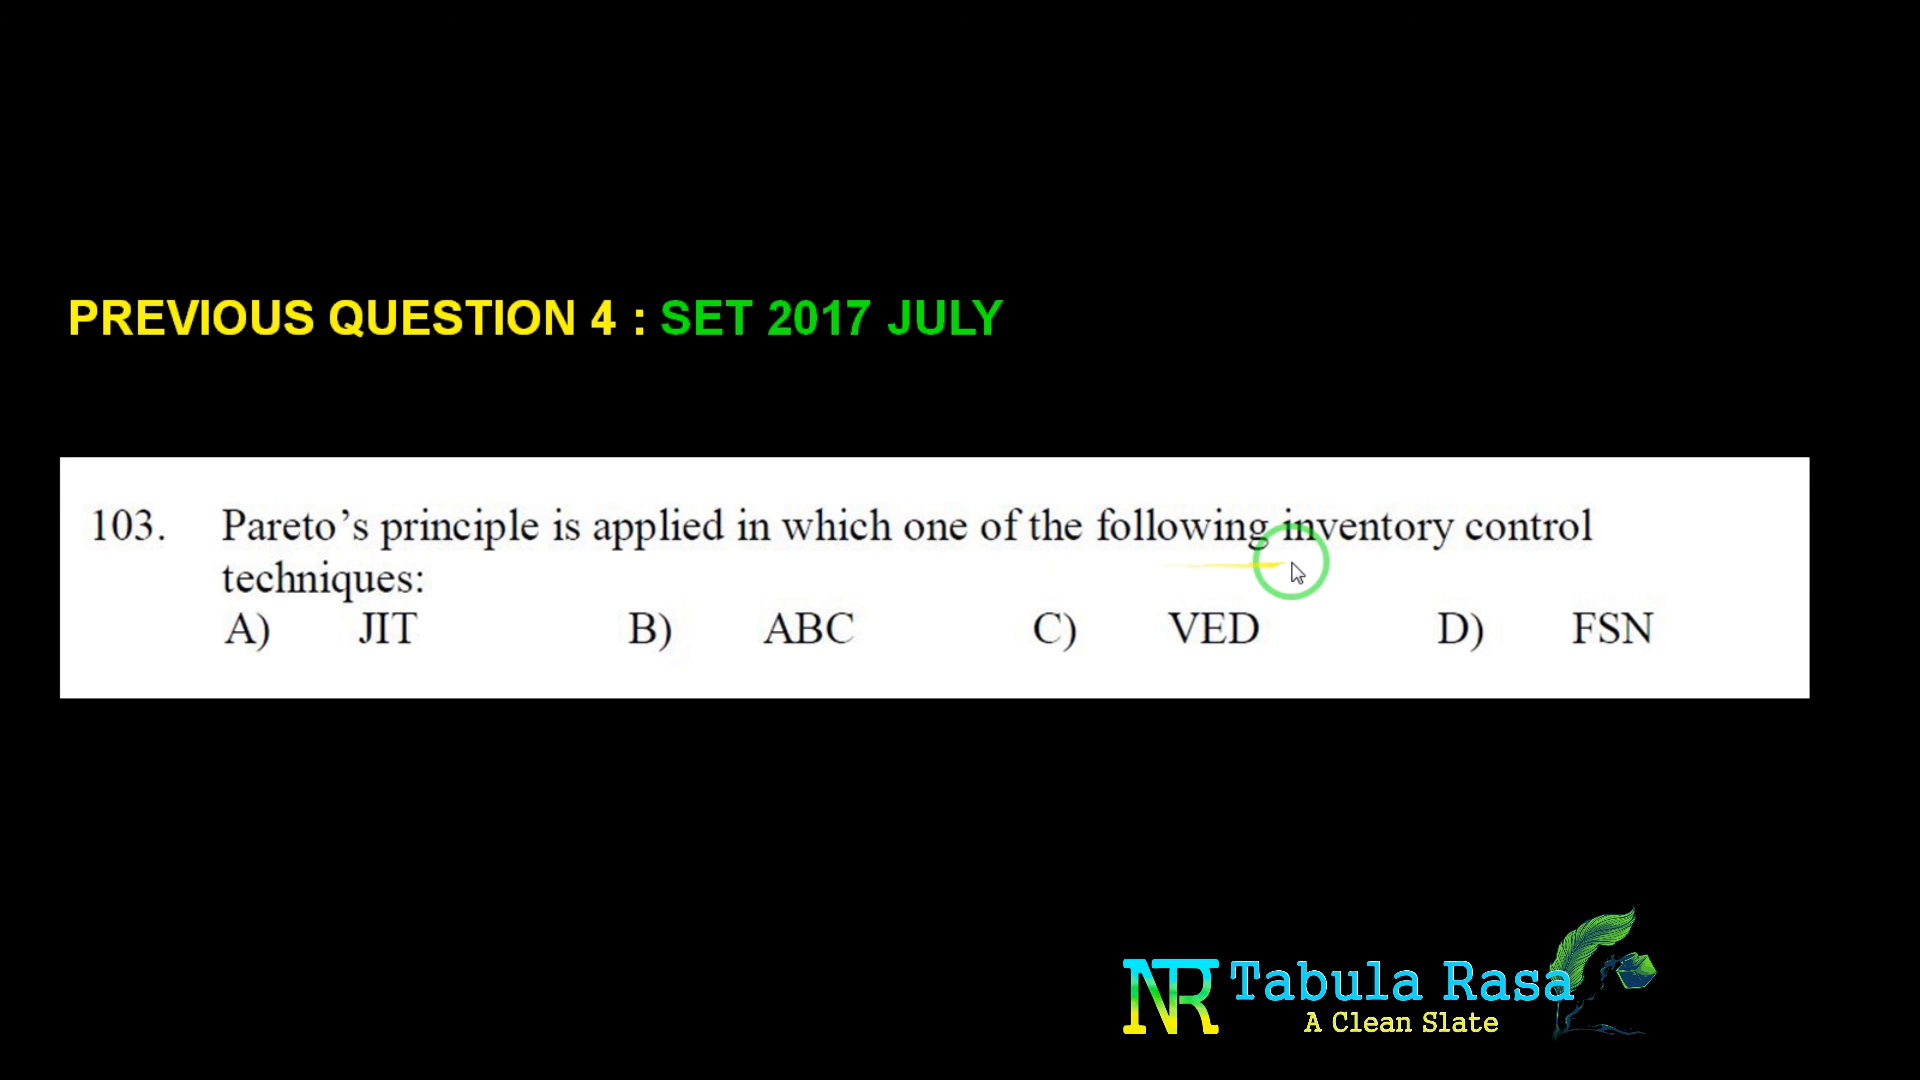 PREVIOUS QUESTION 4 : SET 2017 JULY
103. Pareto’s principle is applied in which one of the following inventory control
techniques:
A) JIT B) ABC C) VED D) FSN
NR Tabula Rasa
A Clean Slate